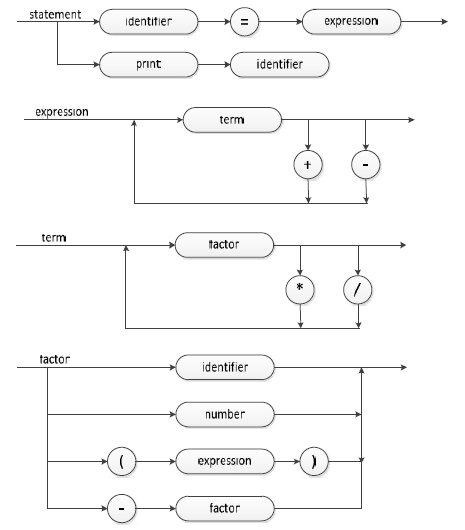 statement identifier = expression
print identifier
expression term
+ -
term factor
* /
factor identifier
number
( expression )
- factor